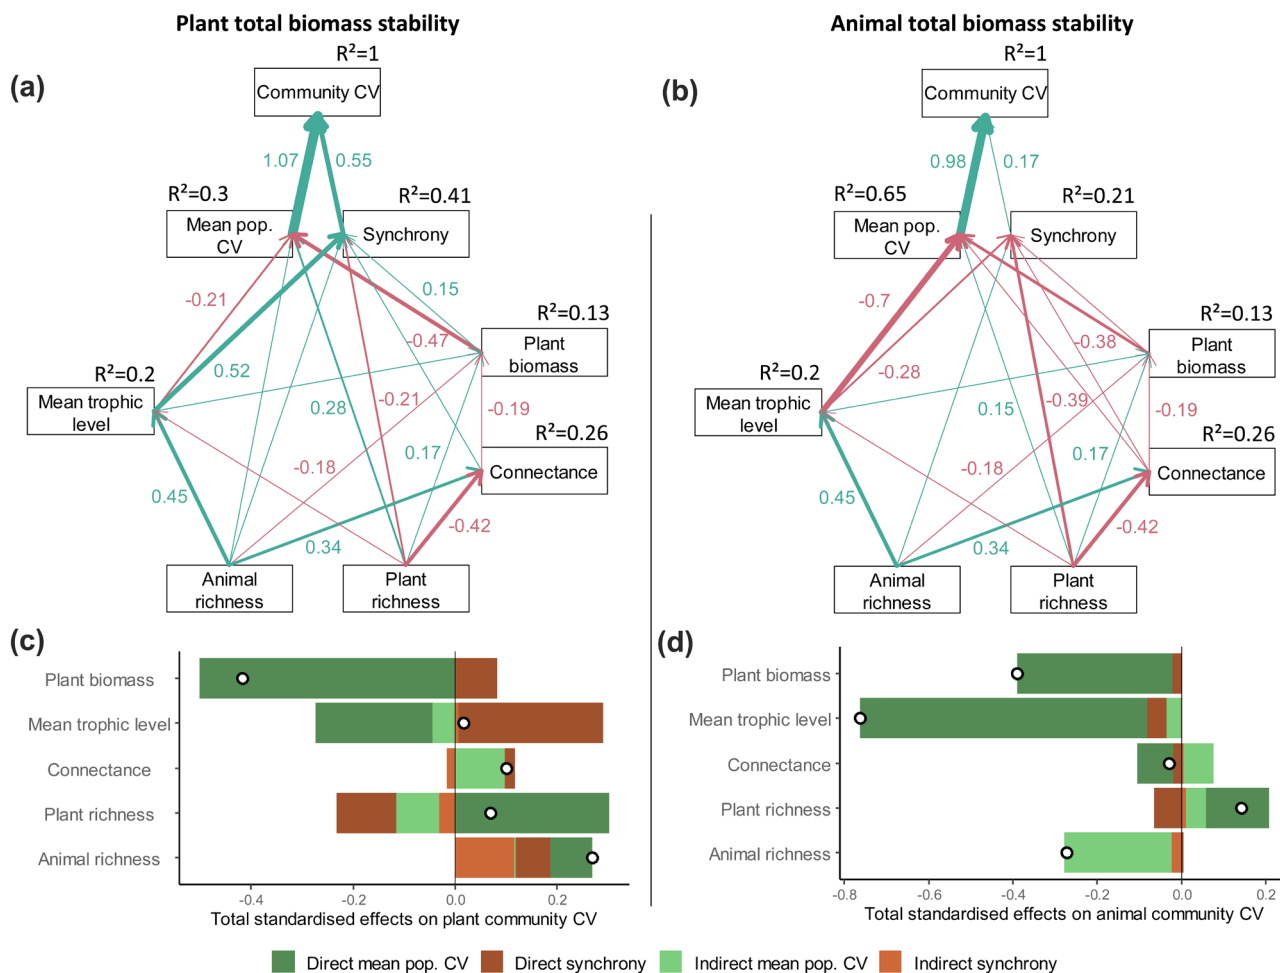 Plant total biomass stability
Animal total biomass stability
(a)
R²=1
Community CV
1.07
0.55
R²=0.3
R²=0.41
Mean pop.
CV
Synchrony
-0.21
0.15
R²=0.13
-0.47
Plant
biomass
R²=0.2
0.52
Mean trophic
level
0.28
-0.21
-0.19
R²=0.26
-0.18
0.17
Connectance
0.45
-0.42
0.34
Animal
richness
Plant
richness
(b)
R²=1
Community CV
0.98
0.17
R²=0.65
R²=0.21
Mean pop.
CV
Synchrony
-0.7
R²=0.13
-0.38
Plant
biomass
R²=0.2
-0.28
Mean trophic
level
0.15
-0.39
-0.19
R²=0.26
-0.18
0.17
Connectance
0.45
-0.42
0.34
Animal
richness
Plant
richness
(c)
Plant biomass
Mean trophic level
Connectance
Plant richness
Animal richness
-0.4
-0.2
0.0
0.2
Total standardised effects on plant community CV
(d)
Plant biomass
Mean trophic level
Connectance
Plant richness
Animal richness
-0.8
-0.6
-0.4
-0.2
0.0
0.2
Total standardised effects on animal community CV
Direct mean pop. CV
Direct synchrony
Indirect mean pop. CV
Indirect synchrony